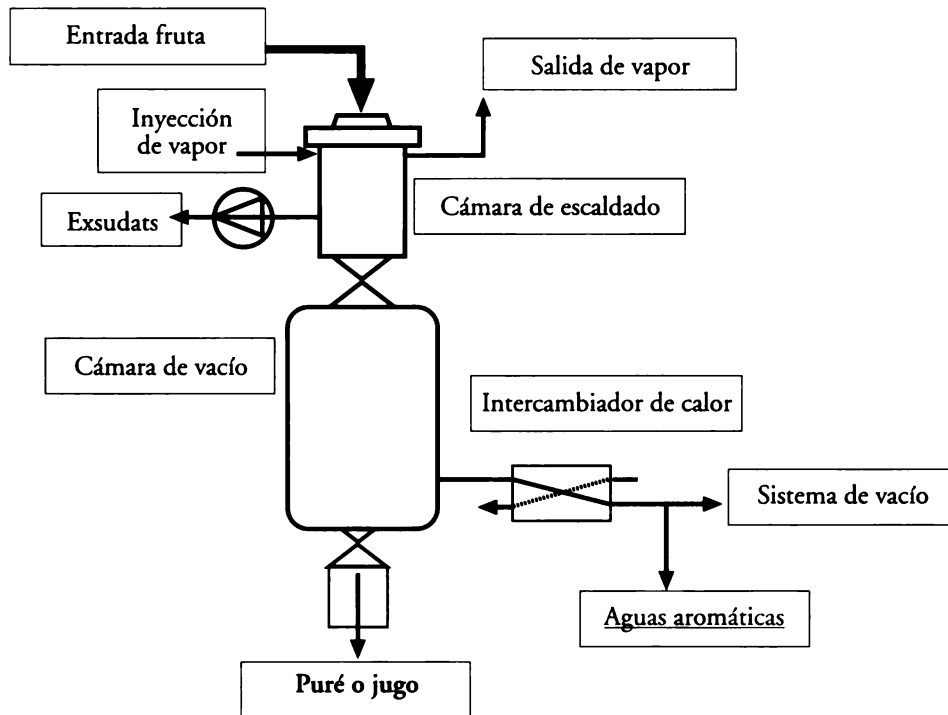 Entrada fruta
Salida de vapor
Inyección
de vapor
Cámara de escaldado
Exsudats
Cámara de vacío
Intercambiador de calor
Sistema de vacío
Aguas aromáticas
Puré o jugo